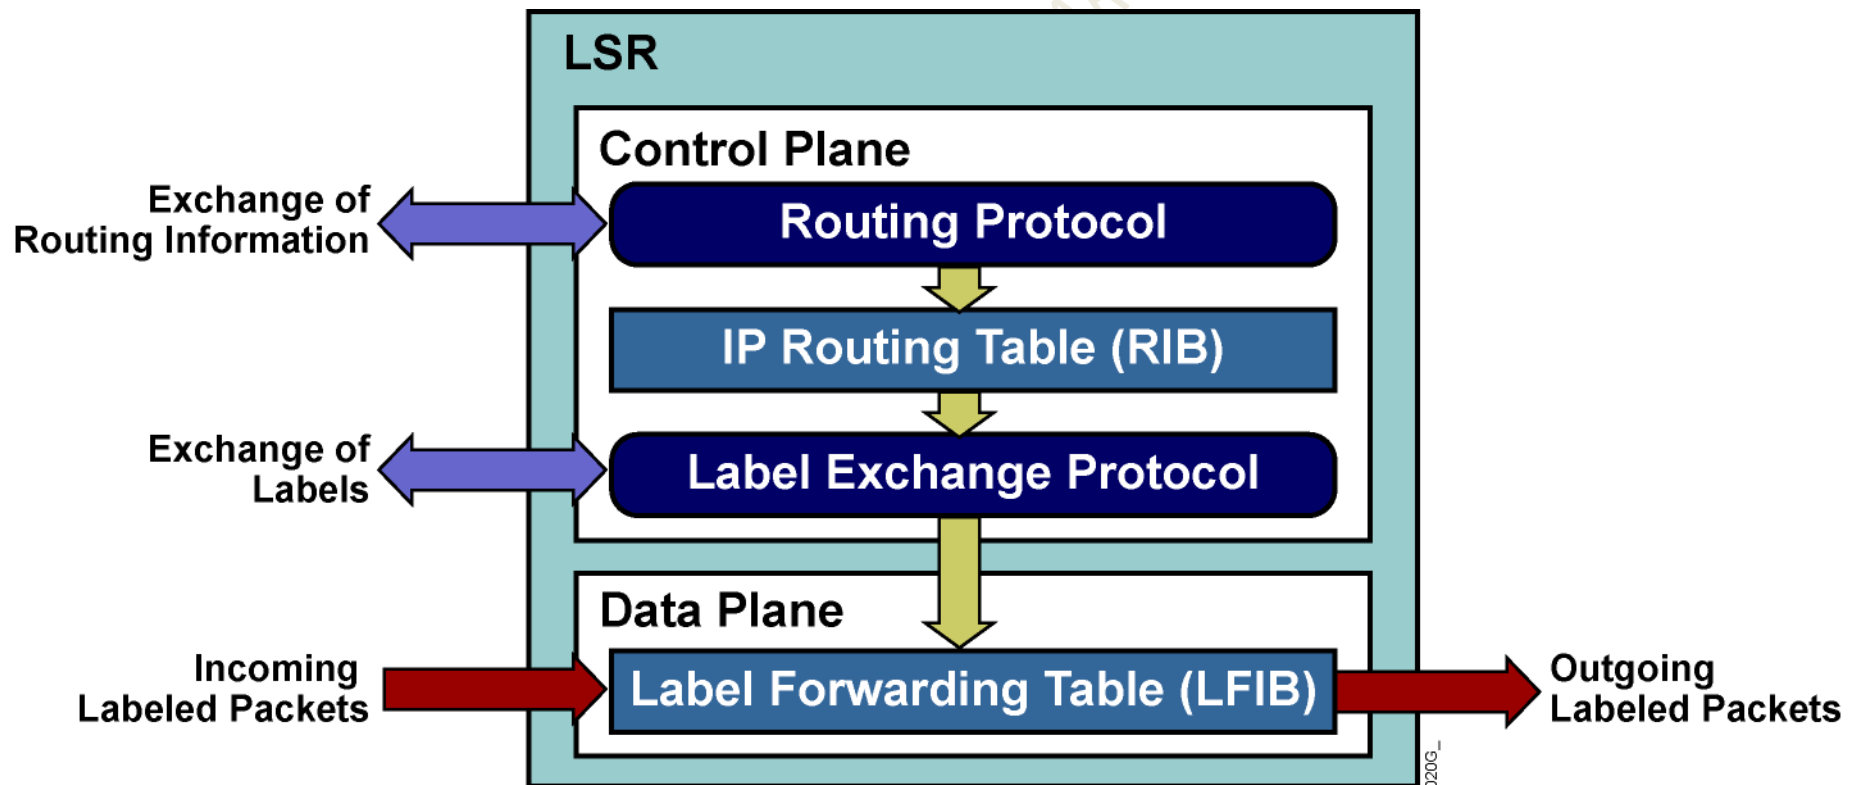 LSR
Control Plane
Exchange of
Routing Information
Routing Protocol
IP Routing Table (RIB)
Exchange of
Labels
Label Exchange Protocol
Data Plane
Incoming
Labeled Packets
Label Forwarding Table (LFIB)
Outgoing
Labeled Packets
020G_